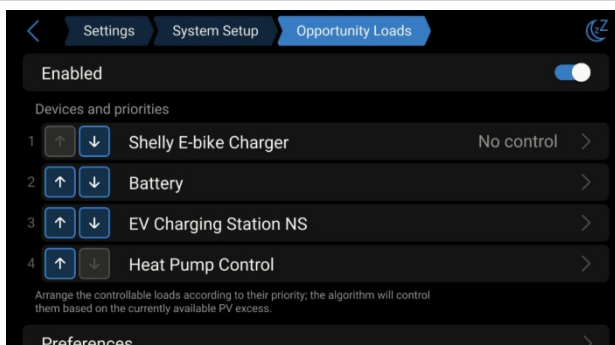 Settings System Setup Opportunity Loads
Enabled
Devices and priorities
1 Shelly E-bike Charger No control
2 Battery
3 EV Charging Station NS
4 Heat Pump Control
Arrange the controllable loads according to their priority; the algorithm will control
them based on the currently available PV excess.
Preferences